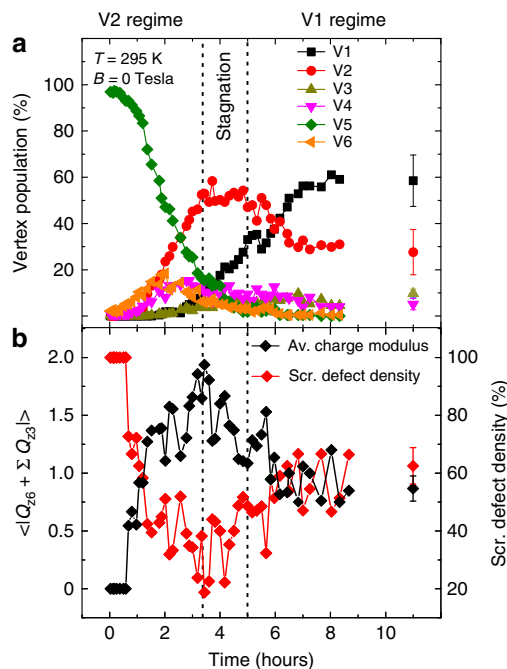 V2 regime V1 regime
a
T = 295 K
B = 0 Tesla
Stagnation
V1
V2
V3
V4
V5
V6
Vertex population (%)
100
80
60
40
20
b
Av. charge modulus
Scr. defect density
<|Qz6 + Σ Qz3|>
2.0
1.5
1.0
0.5
0
Scr. defect density (%)
100
80
60
40
20
0 2 4 6 8 10 12
Time (hours)